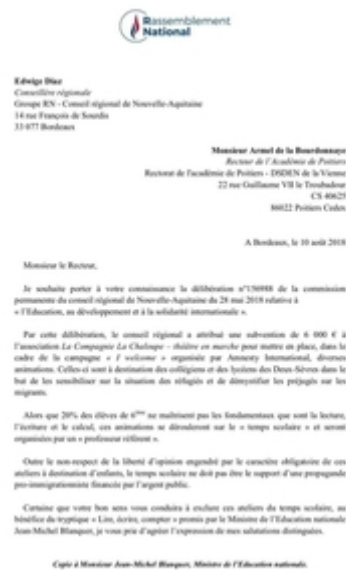 Rassemblement
National
Edwige Diaz
Conseillère régionale
Groupe RN - Conseil régional de Nouvelle-Aquitaine
14 rue François de Sourdis
33 077 Bordeaux
Monsieur Armel de la Bourdonnaye
Recteur de l'Académie de Poitiers
Rectorat de l'académie de Poitiers - DSDEN de la Vienne
22 rue Guillaume VII le Troubadour
CS 40625
86022 Poitiers Cedex
A Bordeaux, le 10 août 2018
Monsieur le Recteur,
Je souhaite porter à votre connaissance la délibération n°156988 de la commission
permanente du conseil régional de Nouvelle-Aquitaine du 28 mai 2018 relative à
« l'Education, au développement et à la solidarité internationale ».
Par cette délibération, le conseil régional a attribué une subvention de 6 000 € à
l'association La Compagnie La Chaloupe – théâtre en marche pour mettre en place, dans le
cadre de la campagne « I welcome » organisée par Amnesty International, diverses
animations. Celles-ci sont à destination des collégiens et des lycéens des Deux-Sèvres dans le
but de les sensibiliser sur la situation des réfugiés et de démystifier les préjugés sur les
migrants.
Alors que 20% des élèves de 6ème ne maîtrisent pas les fondamentaux que sont la lecture,
l'écriture et le calcul, ces animations se dérouleront sur le « temps scolaire » et seront
organisées par un « professeur référent ».
Outre le non-respect de la liberté d'opinion engendré par le caractère obligatoire de ces
ateliers à destination d'enfants, le temps scolaire ne doit pas être le support d'une propagande
pro-immigrationniste financée par l'argent public.
Certaine que votre bon sens vous conduira à exclure ces ateliers du temps scolaire, au
bénéfice du tryptique « Lire, écrire, compter » promis par le Ministre de l'Education nationale
Jean-Michel Blanquer, je vous prie d'agréer l'expression de mes salutations distinguées.
Copie à Monsieur Jean-Michel Blanquer, Ministre de l'Education nationale.